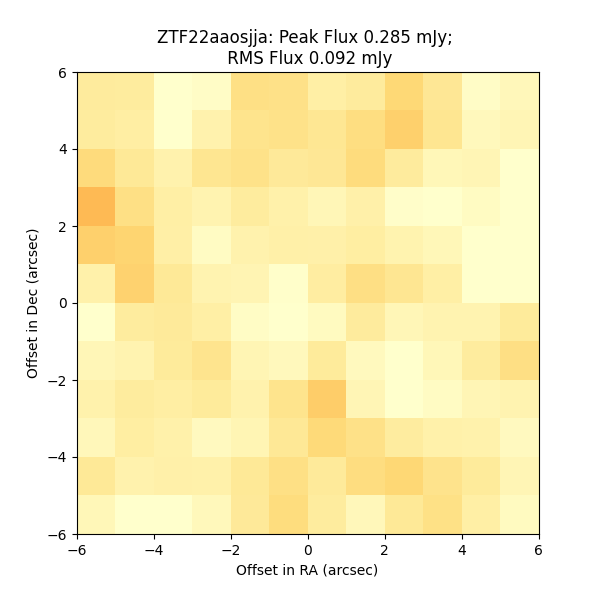 ZTF22aaosjja: Peak Flux 0.285 mJy;
RMS Flux 0.092 mJy
6
4
2
0
−2
−4
−6
Offset in Dec (arcsec)
−6 −4 −2 0 2 4 6
Offset in RA (arcsec)